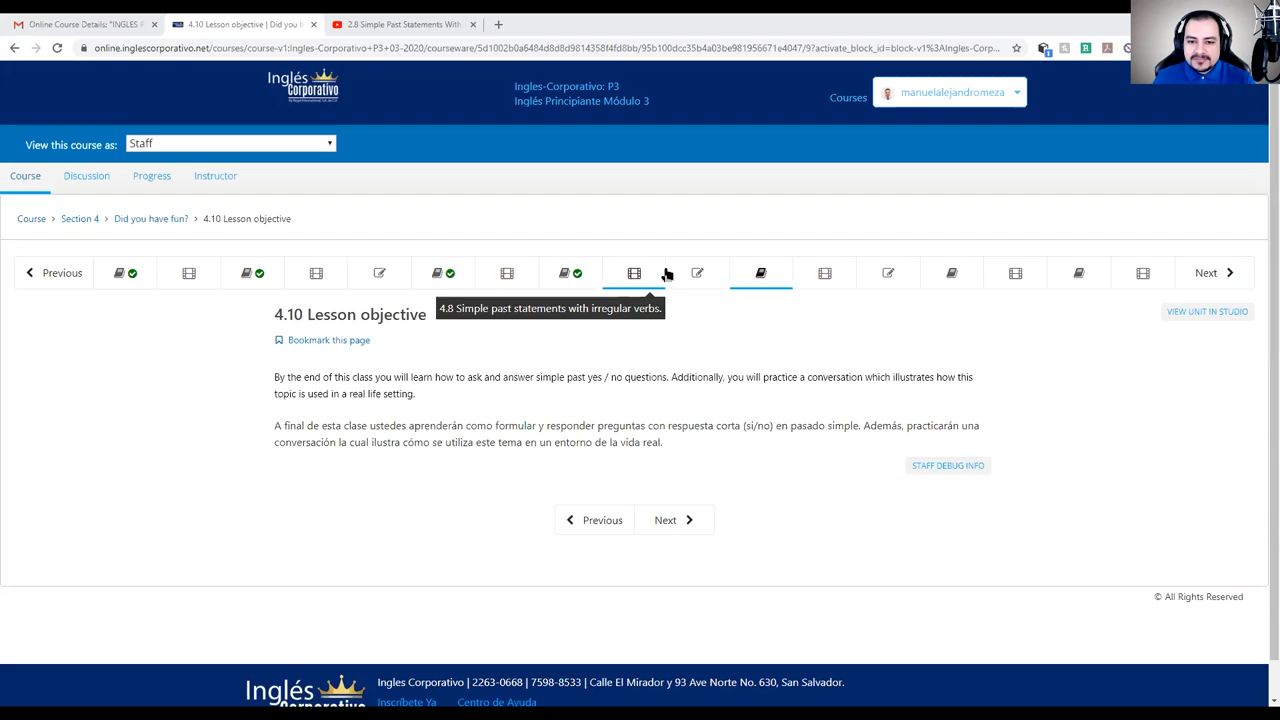 Online Course Details: "INGLES P
4.10 Lesson objective | Did you h
2.8 Simple Past Statements With
online.inglescorporativo.net/courses/course-v1:Ingles-Corporativo+P3+03-2020/courseware/5d1002b0a6484d8d8d9814358f4fd8bb/95b100dcc35b4a03be981956671e4047/9?activate_block_id=block-v1%3AIngles-Corp...
Inglés
Corporativo
Ingles-Corporativo: P3
Inglés Principiante Módulo 3
Courses
manuelalejandromeza
View this course as:
Staff
Course
Discussion
Progress
Instructor
Course > Section 4 > Did you have fun? > 4.10 Lesson objective
Previous
Next
4.8 Simple past statements with irregular verbs.
4.10 Lesson objective
VIEW UNIT IN STUDIO
Bookmark this page
By the end of this class you will learn how to ask and answer simple past yes / no questions. Additionally, you will practice a conversation which illustrates how this
topic is used in a real life setting.
A final de esta clase ustedes aprenderán como formular y responder preguntas con respuesta corta (si/no) en pasado simple. Además, practicarán una
conversación la cual ilustra cómo se utiliza este tema en un entorno de la vida real.
STAFF DEBUG INFO
Previous
Next
© All Rights Reserved
Inglés
Corporativo
Ingles Corporativo | 2263-0668 | 7598-8533 | Calle El Mirador y 93 Ave Norte No. 630, San Salvador.
Inscríbete Ya
Centro de Ayuda